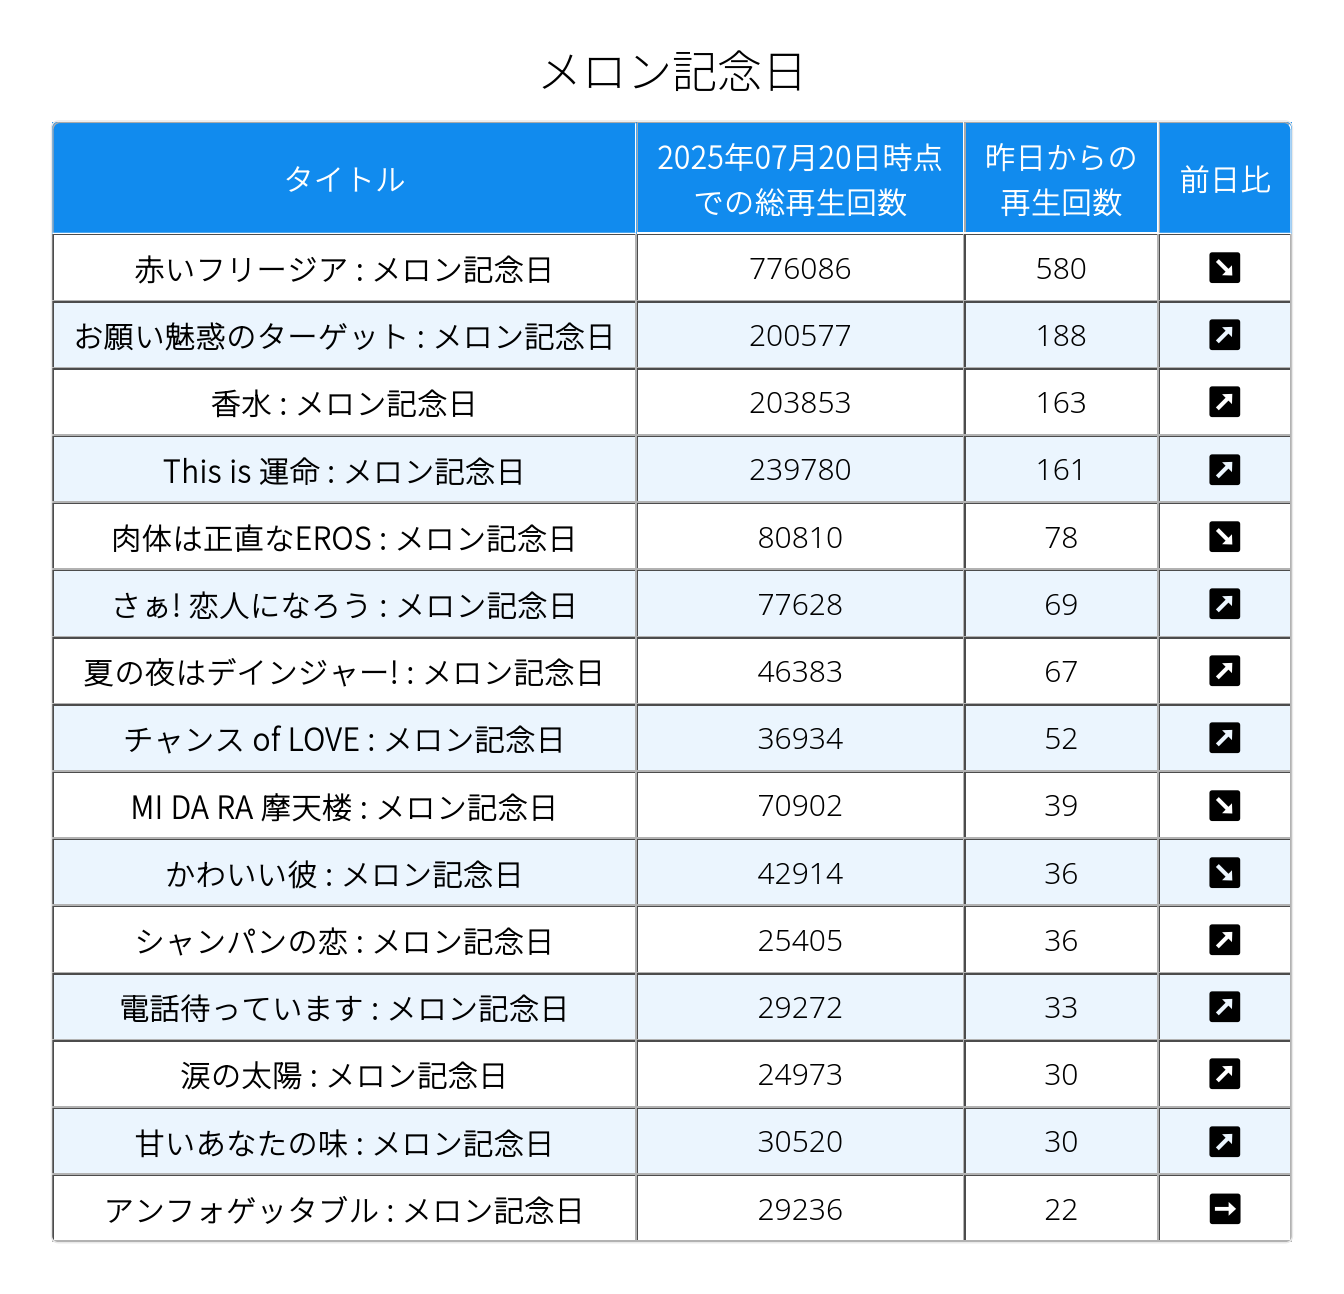 メロン記念日
タイトル 2025年07月20日時点での総再生回数 昨日からの再生回数 前日比
赤いフリージア : メロン記念日 776086 580 ↘
お願い魅惑のターゲット : メロン記念日 200577 188 ↗
香水 : メロン記念日 203853 163 ↗
This is 運命 : メロン記念日 239780 161 ↗
肉体は正直なEROS : メロン記念日 80810 78 ↘
さぁ! 恋人になろう : メロン記念日 77628 69 ↗
夏の夜はデインジャー! : メロン記念日 46383 67 ↗
チャンス of LOVE : メロン記念日 36934 52 ↗
MI DA RA 摩天楼 : メロン記念日 70902 39 ↘
かわいい彼 : メロン記念日 42914 36 ↘
シャンパンの恋 : メロン記念日 25405 36 ↗
電話待っています : メロン記念日 29272 33 ↗
涙の太陽 : メロン記念日 24973 30 ↗
甘いあなたの味 : メロン記念日 30520 30 ↗
アンフォゲッタブル : メロン記念日 29236 22 →